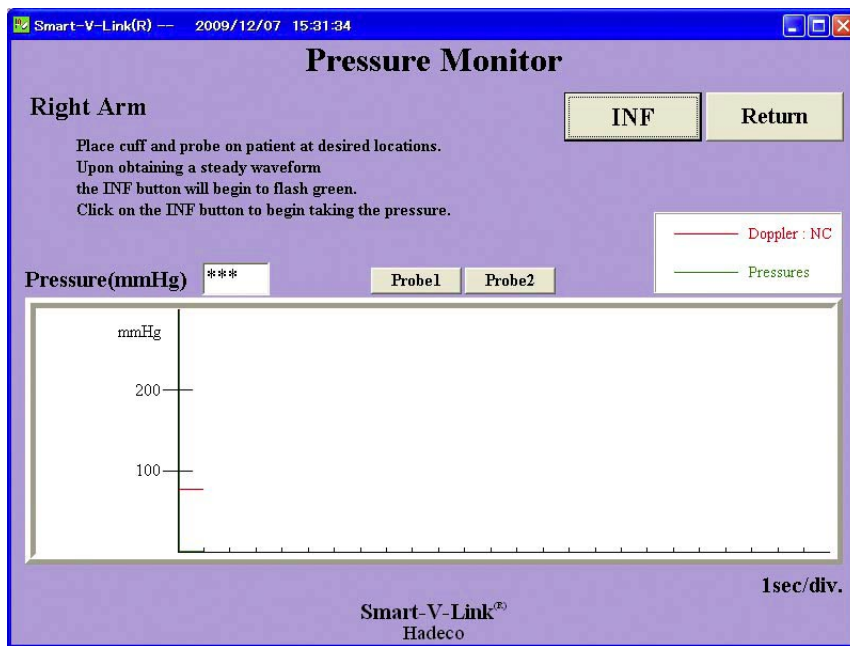 Smart-V-Link(R) -- 2009/12/07 15:31:34
Pressure Monitor
Right Arm
INF
Return
Place cuff and probe on patient at desired locations.
Upon obtaining a steady waveform
the INF button will begin to flash green.
Click on the INF button to begin taking the pressure.
Doppler : NC
Pressures
Pressure(mmHg) ***
Probe1
Probe2
mmHg
200
100
1sec/div.
Smart-V-Link(R)
Hadeco